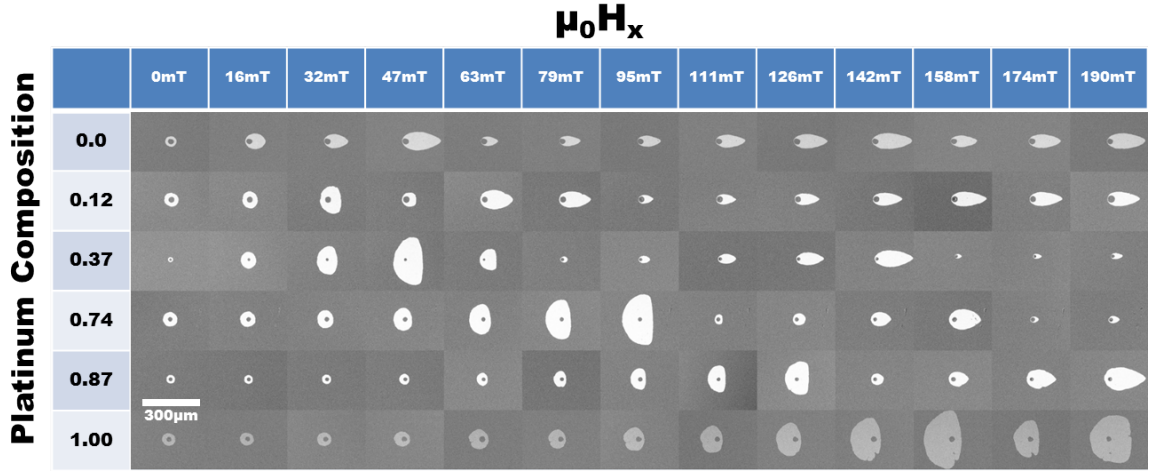 μ₀Hₓ
0mT 16mT 32mT 47mT 63mT 79mT 95mT 111mT 126mT 142mT 158mT 174mT 190mT
Platinum Composition
0.0
0.12
0.37
0.74
0.87
300μm
1.00